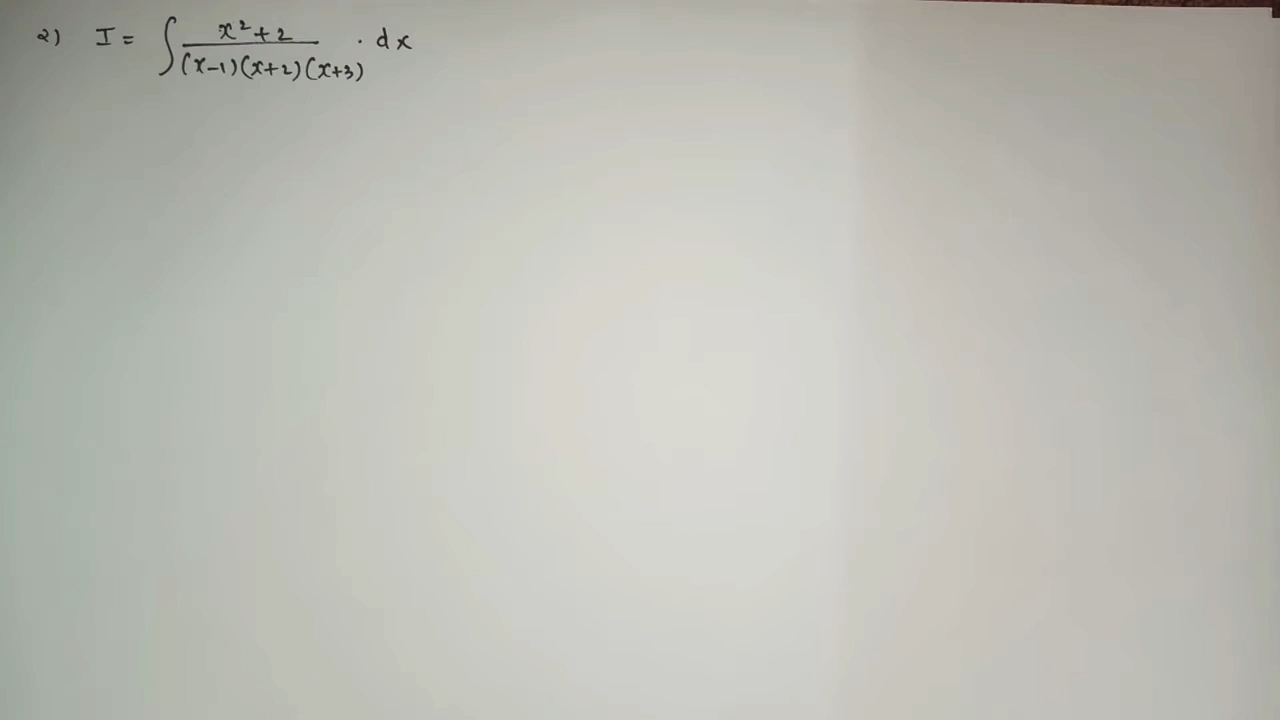 2) I = ∫ (x² + 2) / ((x-1)(x+2)(x+3)) · dx